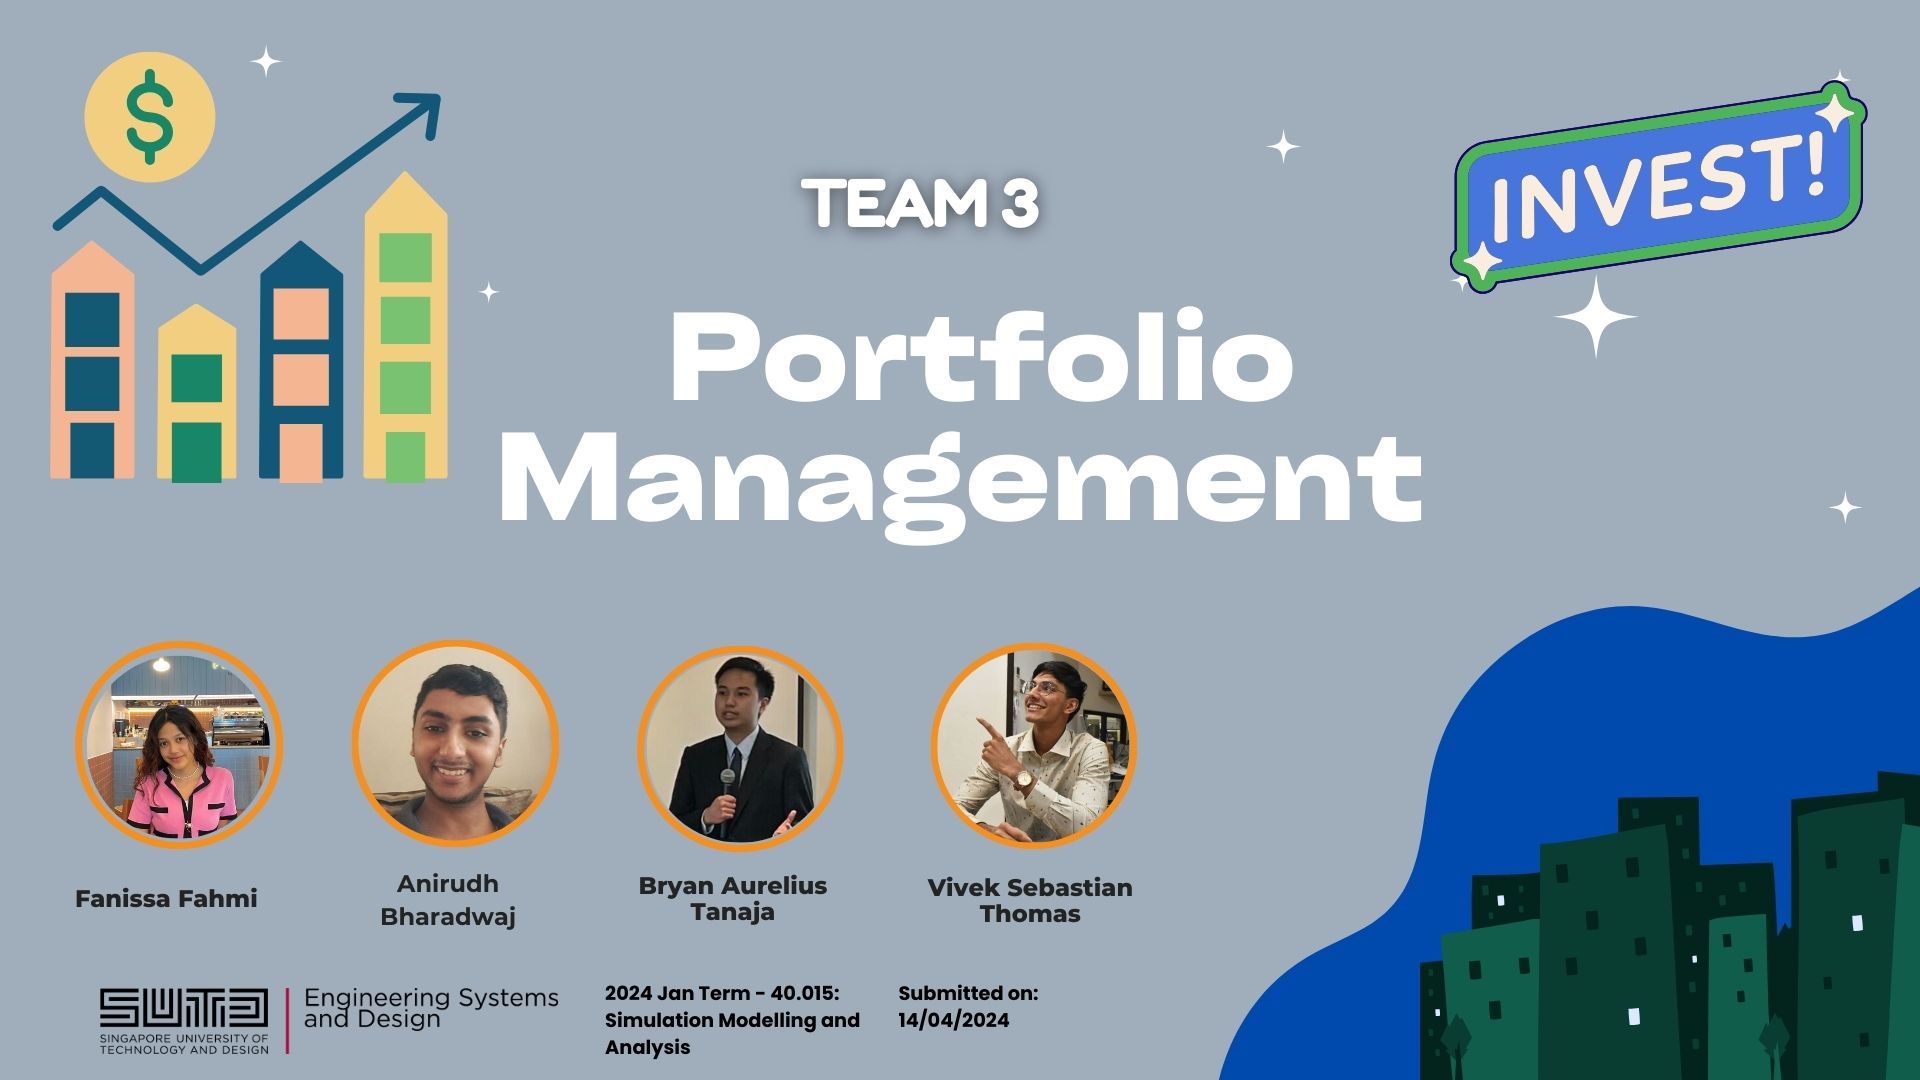 $
INVEST!
TEAM 3
Portfolio
Management
Fanissa Fahmi
Anirudh
Bharadwaj
Bryan Aurelius
Tanaja
Vivek Sebastian
Thomas
SUTD
SINGAPORE UNIVERSITY OF
TECHNOLOGY AND DESIGN
Engineering Systems
and Design
2024 Jan Term - 40.015:
Simulation Modelling and
Analysis
Submitted on:
14/04/2024